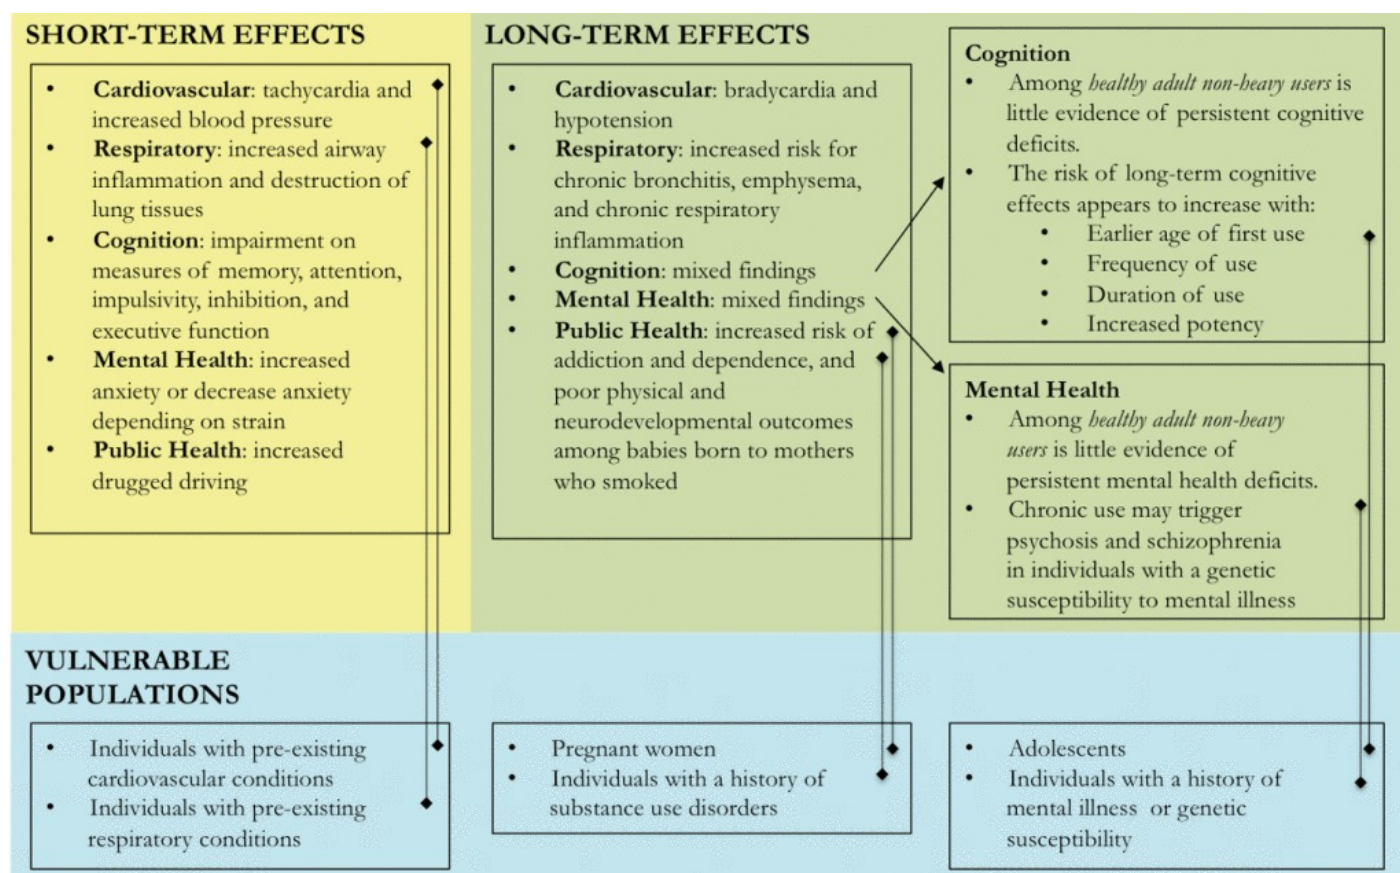 SHORT-TERM EFFECTS
• Cardiovascular: tachycardia and
increased blood pressure
• Respiratory: increased airway
inflammation and destruction of
lung tissues
• Cognition: impairment on
measures of memory, attention,
impulsivity, inhibition, and
executive function
• Mental Health: increased
anxiety or decrease anxiety
depending on strain
• Public Health: increased
drugged driving
LONG-TERM EFFECTS
• Cardiovascular: bradycardia and
hypotension
• Respiratory: increased risk for
chronic bronchitis, emphysema,
and chronic respiratory
inflammation
• Cognition: mixed findings
• Mental Health: mixed findings
• Public Health: increased risk of
addiction and dependence, and
poor physical and
neurodevelopmental outcomes
among babies born to mothers
who smoked
Cognition
• Among healthy adult non-heavy users is
little evidence of persistent cognitive
deficits.
• The risk of long-term cognitive
effects appears to increase with:
• Earlier age of first use
• Frequency of use
• Duration of use
• Increased potency
Mental Health
• Among healthy adult non-heavy
users is little evidence of
persistent mental health deficits.
• Chronic use may trigger
psychosis and schizophrenia
in individuals with a genetic
susceptibility to mental illness
VULNERABLE
POPULATIONS
• Individuals with pre-existing
cardiovascular conditions
• Individuals with pre-existing
respiratory conditions
• Pregnant women
• Individuals with a history of
substance use disorders
• Adolescents
• Individuals with a history of
mental illness or genetic
susceptibility